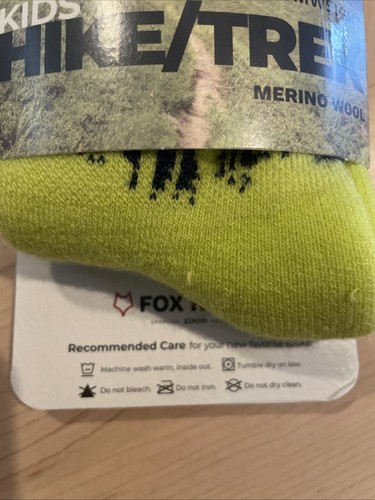 KIDS
HIKE/TREK
MERINO WOOL
FOX
Recommended Care for your new favorite socks.
Machine wash warm, inside out. Tumble dry on low.
Do not bleach. Do not iron. Do not dry clean.